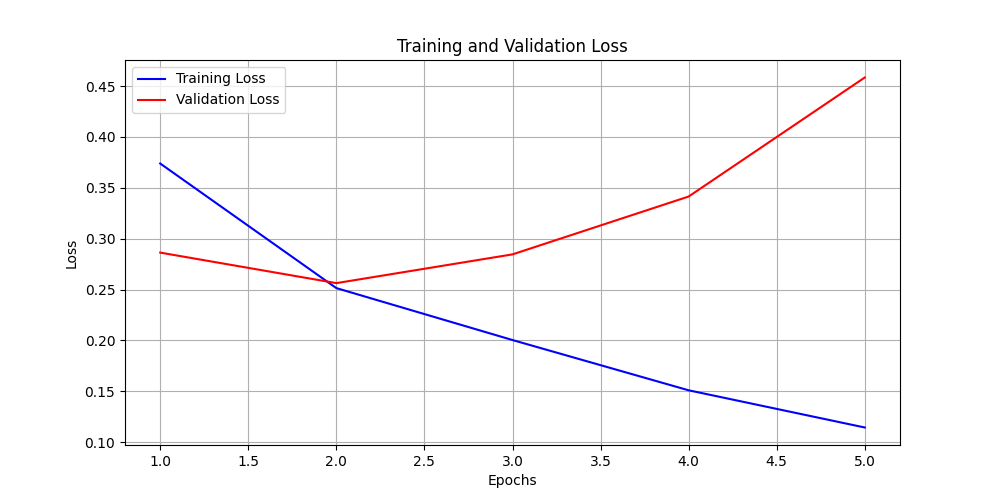 Training and Validation Loss
Training Loss
Validation Loss
0.45
0.40
0.35
0.30
0.25
0.20
0.15
0.10
Loss
1.0 1.5 2.0 2.5 3.0 3.5 4.0 4.5 5.0
Epochs